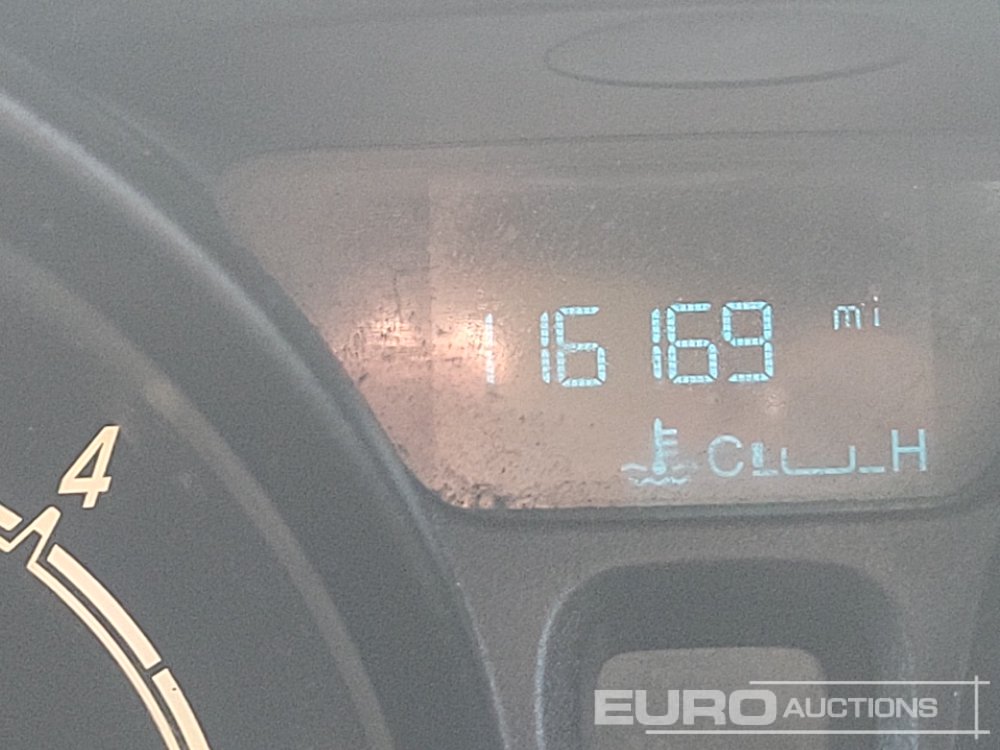 116169 mi
C H
4
EURO AUCTIONS